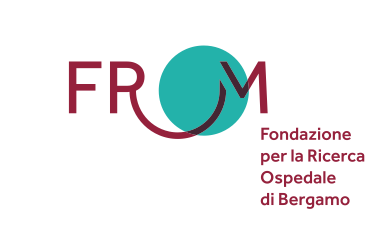 FROM
Fondazione
per la Ricerca
Ospedale
di Bergamo